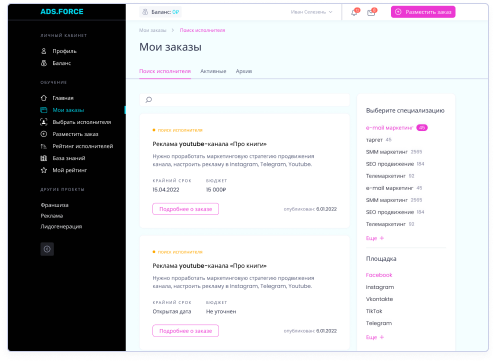 ADS.FORCE
ЛИЧНЫЙ КАБИНЕТ
Профиль
Баланс
ОБУЧЕНИЕ
Главная
Мои заказы
Выбрать исполнителя
Разместить заказ
Рейтинг исполнителей
База знаний
Мой рейтинг
ДРУГИЕ ПРОЕКТЫ
Франшиза
Реклама
Лидогенерация
Баланс: 0₽
Иван Селезень
Разместить заказ
Мои заказы
Поиск исполнителя
Мои заказы
Поиск исполнителя
Активные
Архив
поиск исполнителя
Реклама youtube-канала «Про книги»
Нужно проработать маркетинговую стратегию продвижения
канала, настроить рекламу в Instagram, Telegram, Youtube.
КРАЙНИЙ СРОК
БЮДЖЕТ
15.04.2022
15 000₽
Подробнее о заказе
опубликован: 6.01.2022
поиск исполнителя
Реклама youtube-канала «Про книги»
Нужно проработать маркетинговую стратегию продвижения
канала, настроить рекламу в Instagram, Telegram, Youtube.
КРАЙНИЙ СРОК
БЮДЖЕТ
Открытая дата
Не уточнен
Подробнее о заказе
опубликован: 6.01.2022
Выберите специализацию
e-mail маркетинг 45
таргет 45
SMM маркетинг 2565
SEO продвижение 184
Телемаркетинг 92
e-mail маркетинг 45
SMM маркетинг 2565
SEO продвижение 184
Телемаркетинг 92
Еще +
Площадка
Facebook
Instagram
Vkontakte
TikTok
Telegram
Еще +